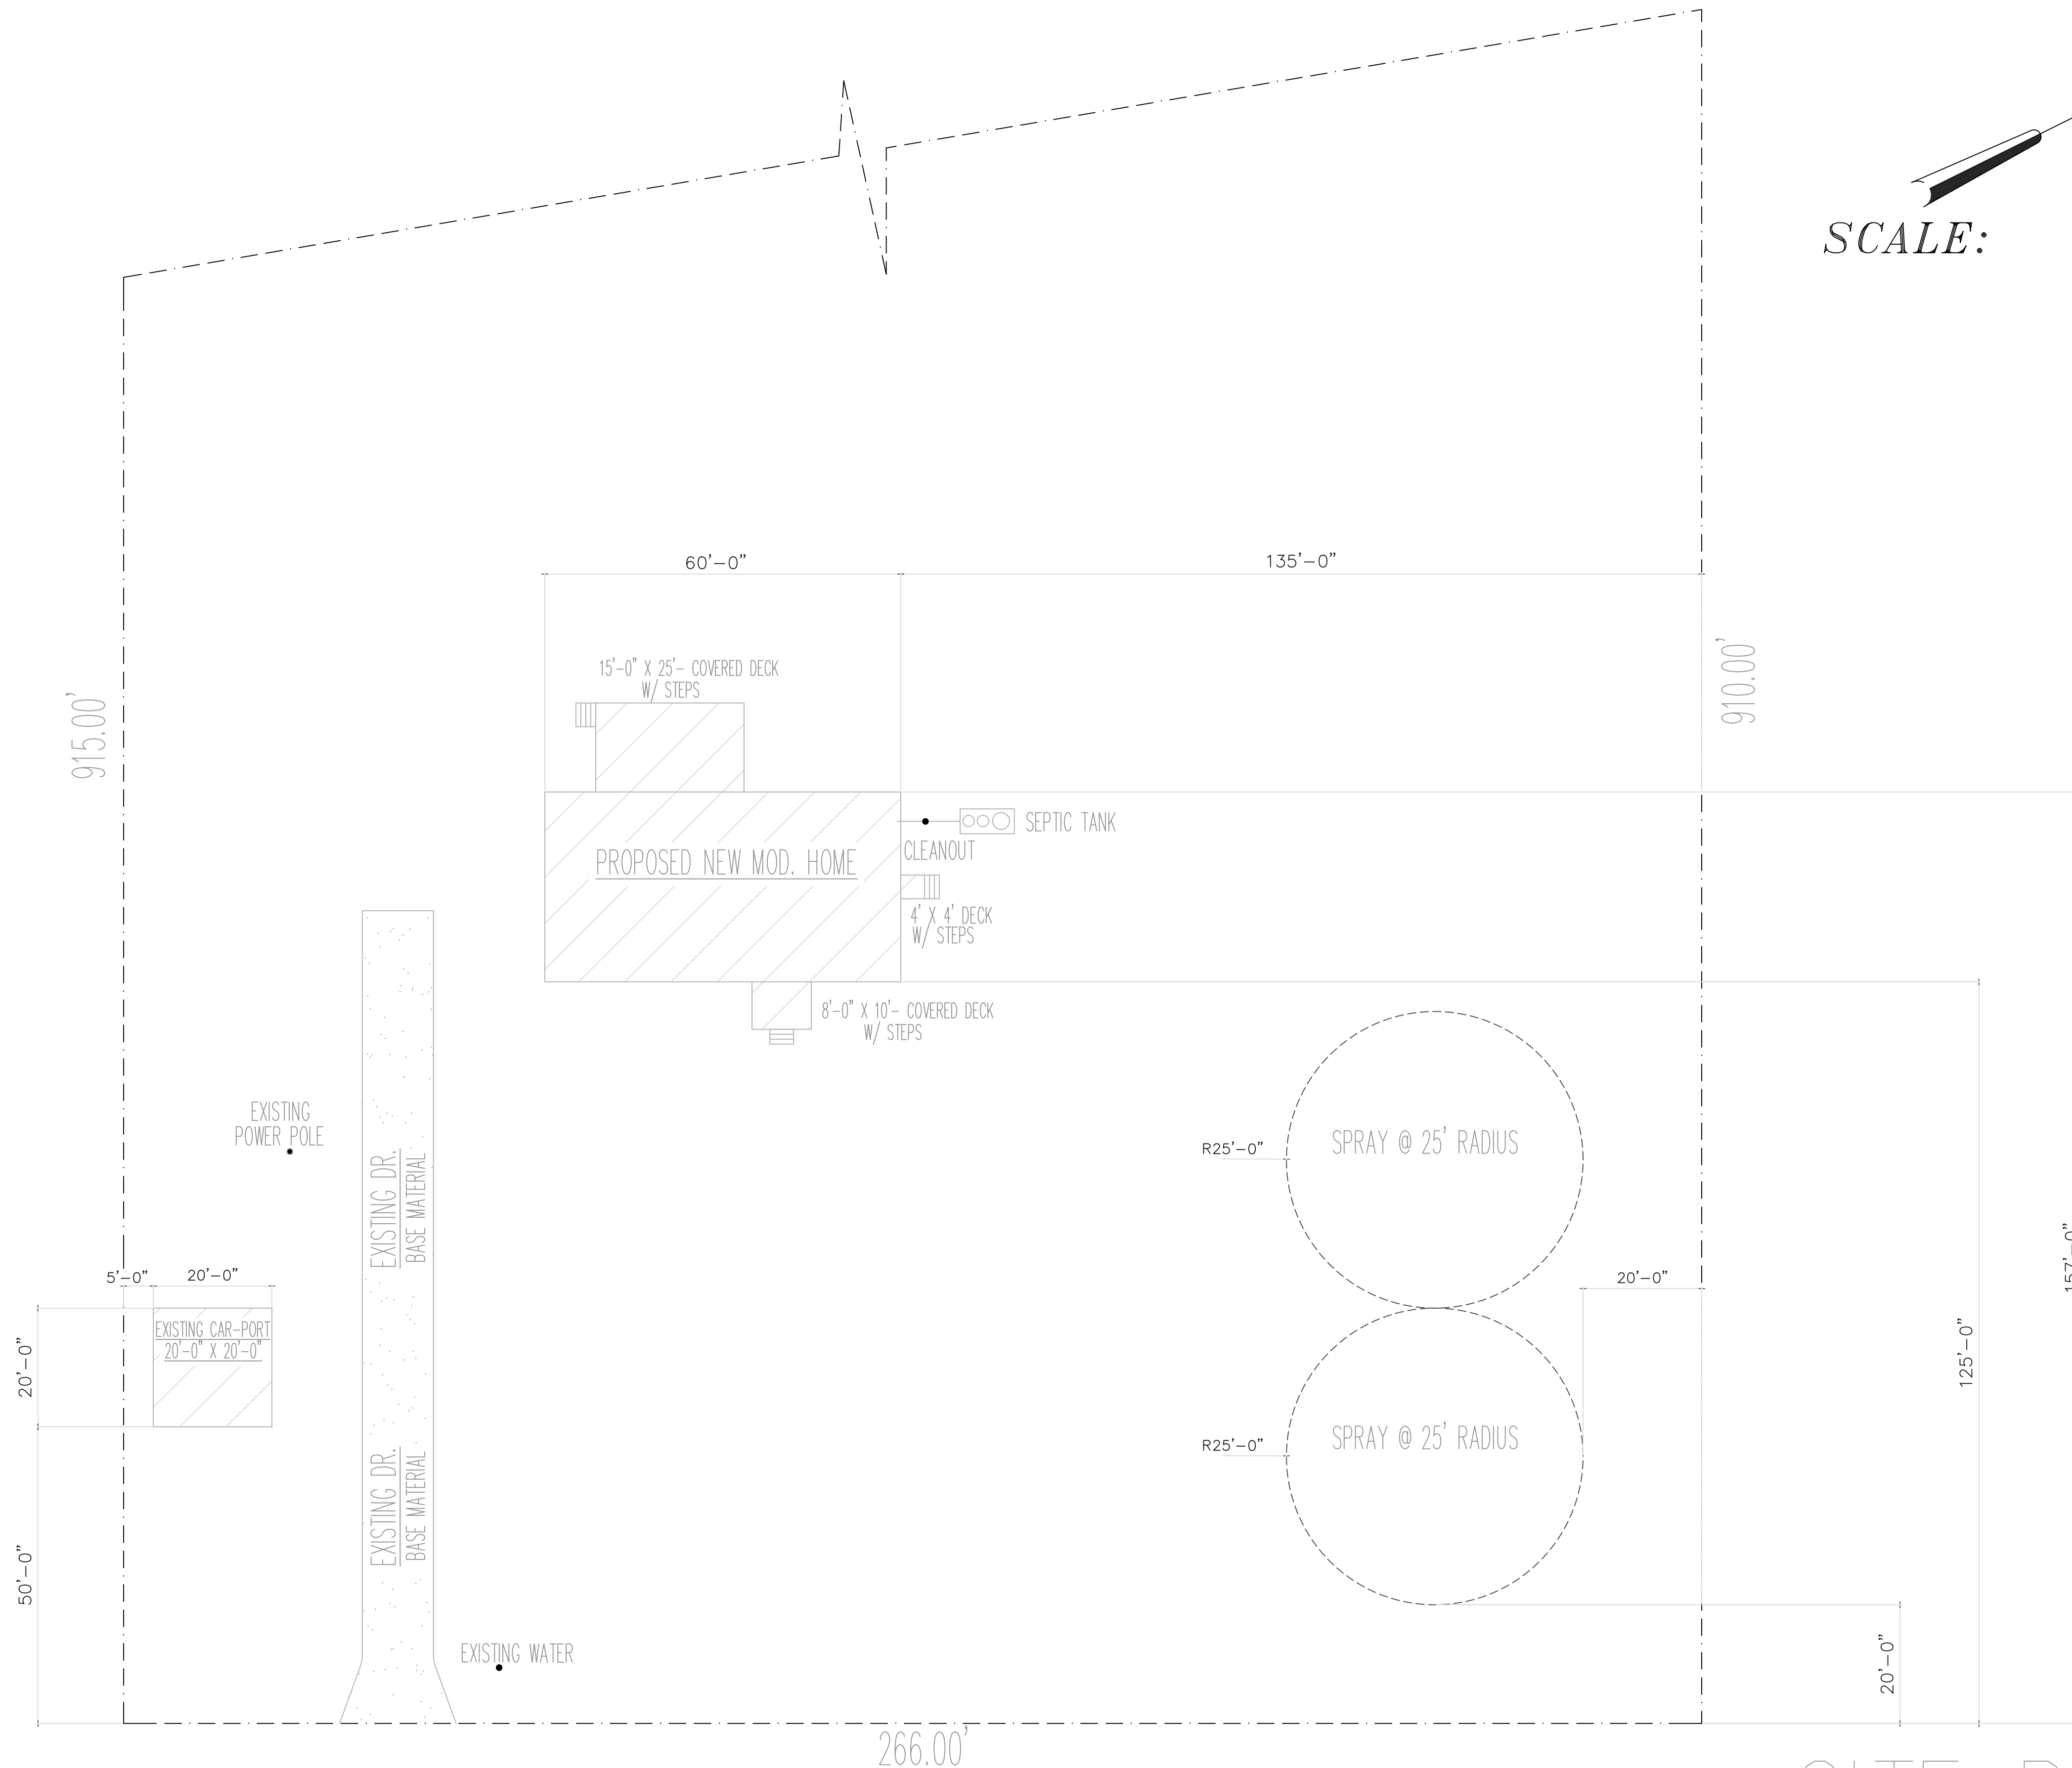 SCALE:
60'-0"
135'-0"
15'-0" X 25'- COVERED DECK
W/ STEPS
915.00'
910.00'
SEPTIC TANK
CLEANOUT
PROPOSED NEW MOD. HOME
4' X 4' DECK
W/ STEPS
8'-0" X 10'- COVERED DECK
W/ STEPS
EXISTING
POWER POLE
EXISTING DR.
BASE MATERIAL
R25'-0"
SPRAY @ 25' RADIUS
157'-0"
5'-0"
20'-0"
20'-0"
EXISTING CAR-PORT
20'-0" X 20'-0"
20'-0"
125'-0"
R25'-0"
SPRAY @ 25' RADIUS
EXISTING DR.
BASE MATERIAL
50'-0"
EXISTING WATER
20'-0"
266.00'